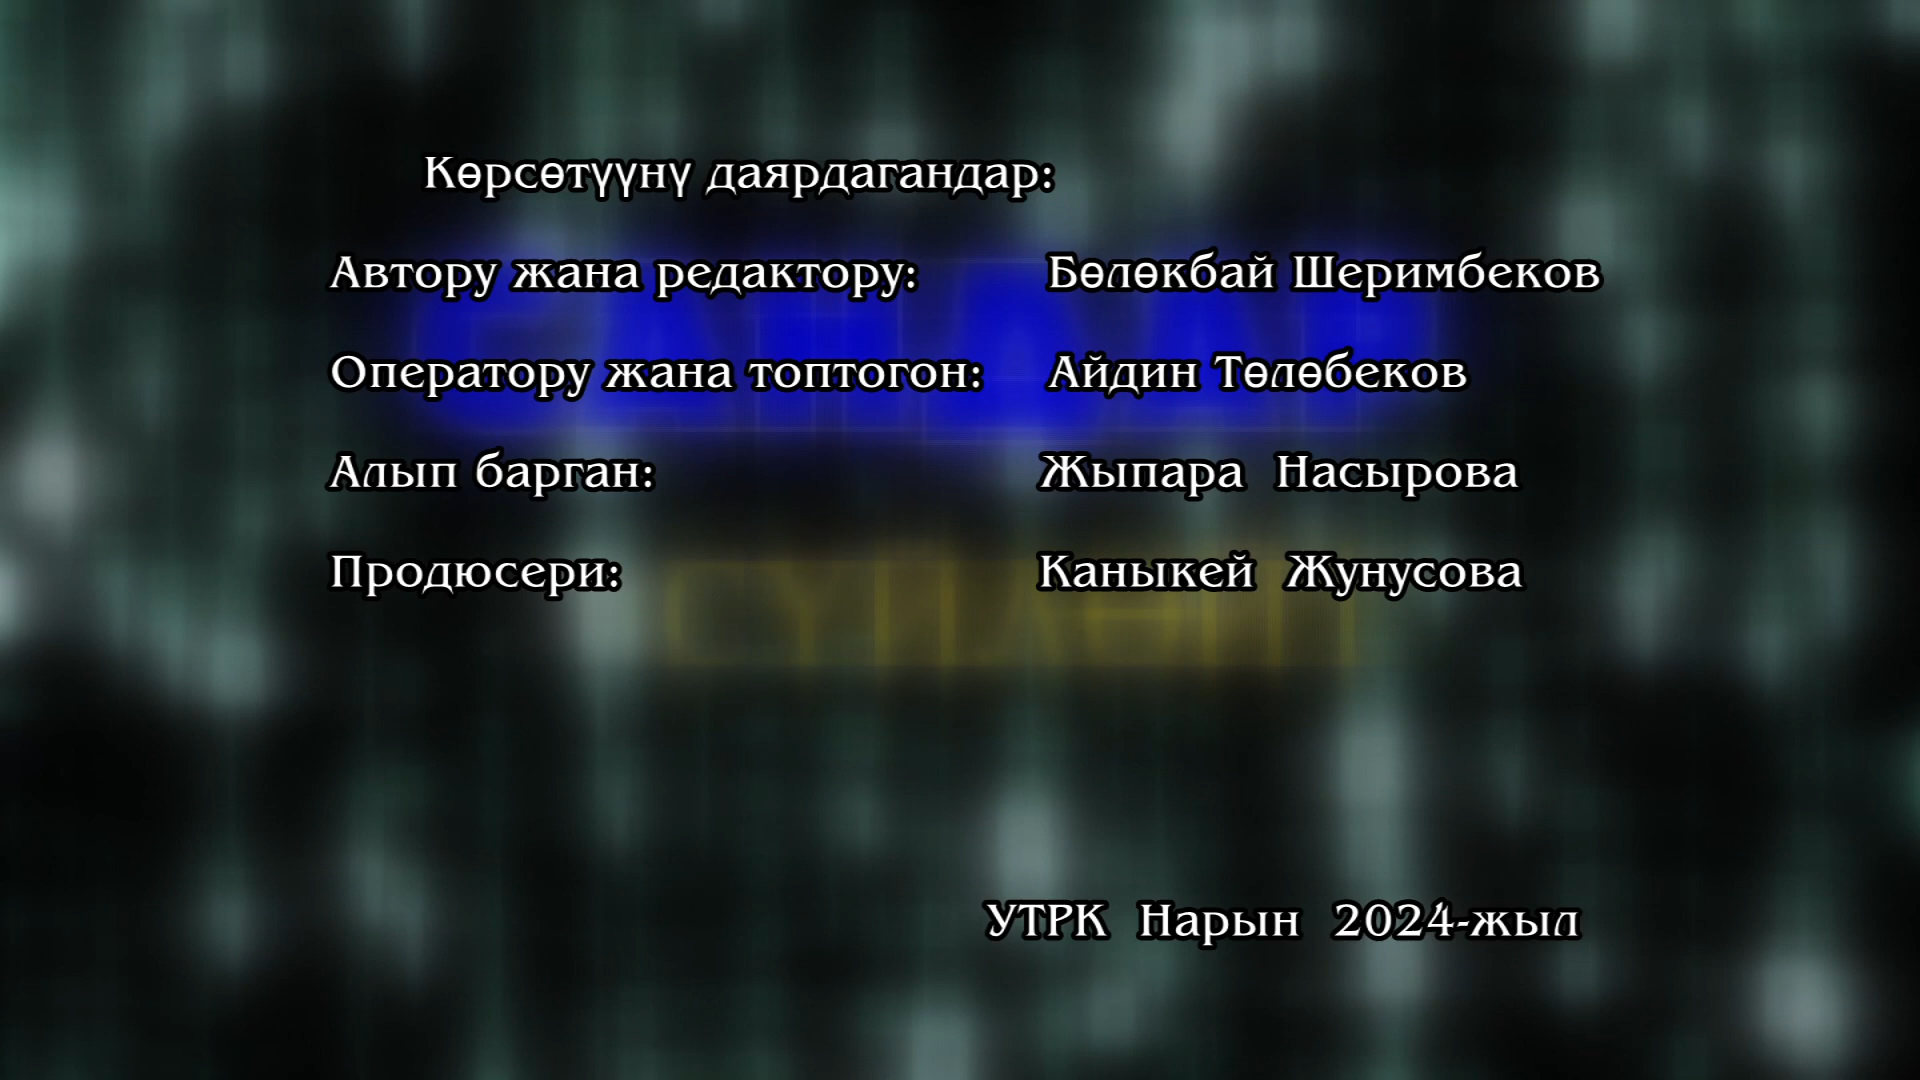 Көрсөтүүнү даярдагандар:
Автору жана редактору: Бөлөкбай Шеримбеков
Оператору жана топтогон: Айдин Төлөбеков
Алып барган: Жыпара Насырова
Продюсери: Каныкей Жунусова
УТРК Нарын 2024-жыл